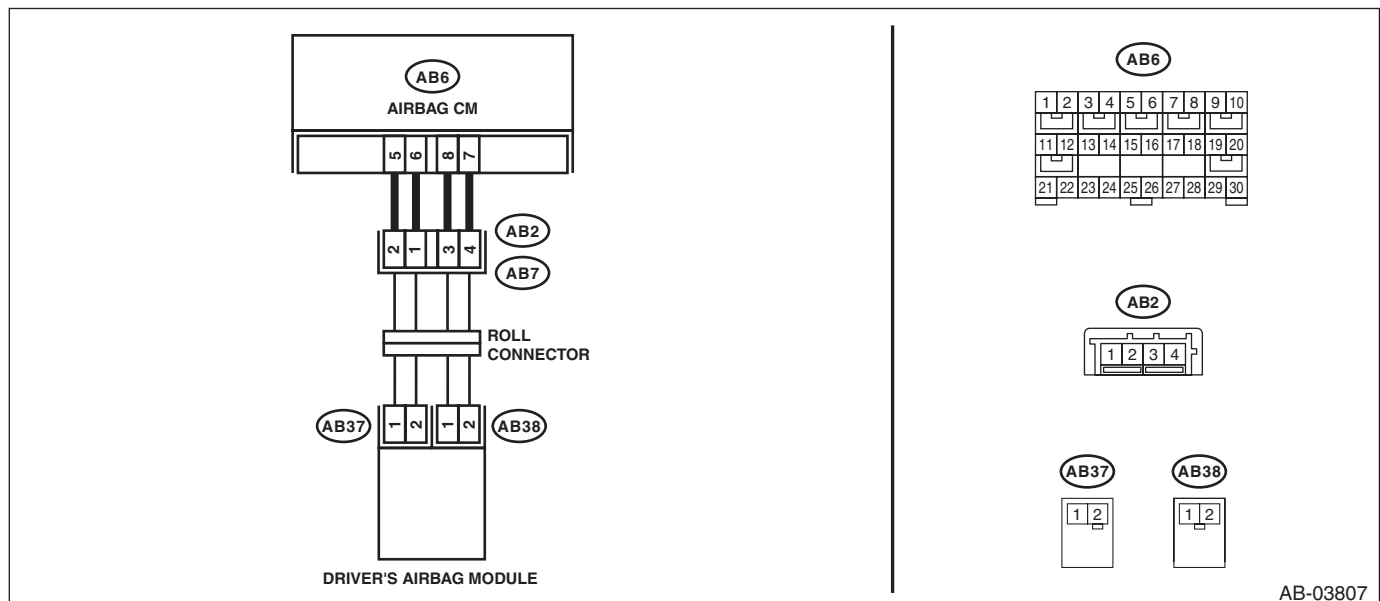 AB6
AIRBAG CM
5 6 8 7
2 1 3 4
AB2
AB7
ROLL
CONNECTOR
AB37
1 2
1 2
AB38
DRIVER'S AIRBAG MODULE
AB6
1 2 3 4 5 6 7 8 9 10
11 12 13 14 15 16 17 18 19 20
21 22 23 24 25 26 27 28 29 30
AB2
1 2 3 4
AB37
1 2
AB38
1 2
AB-03807